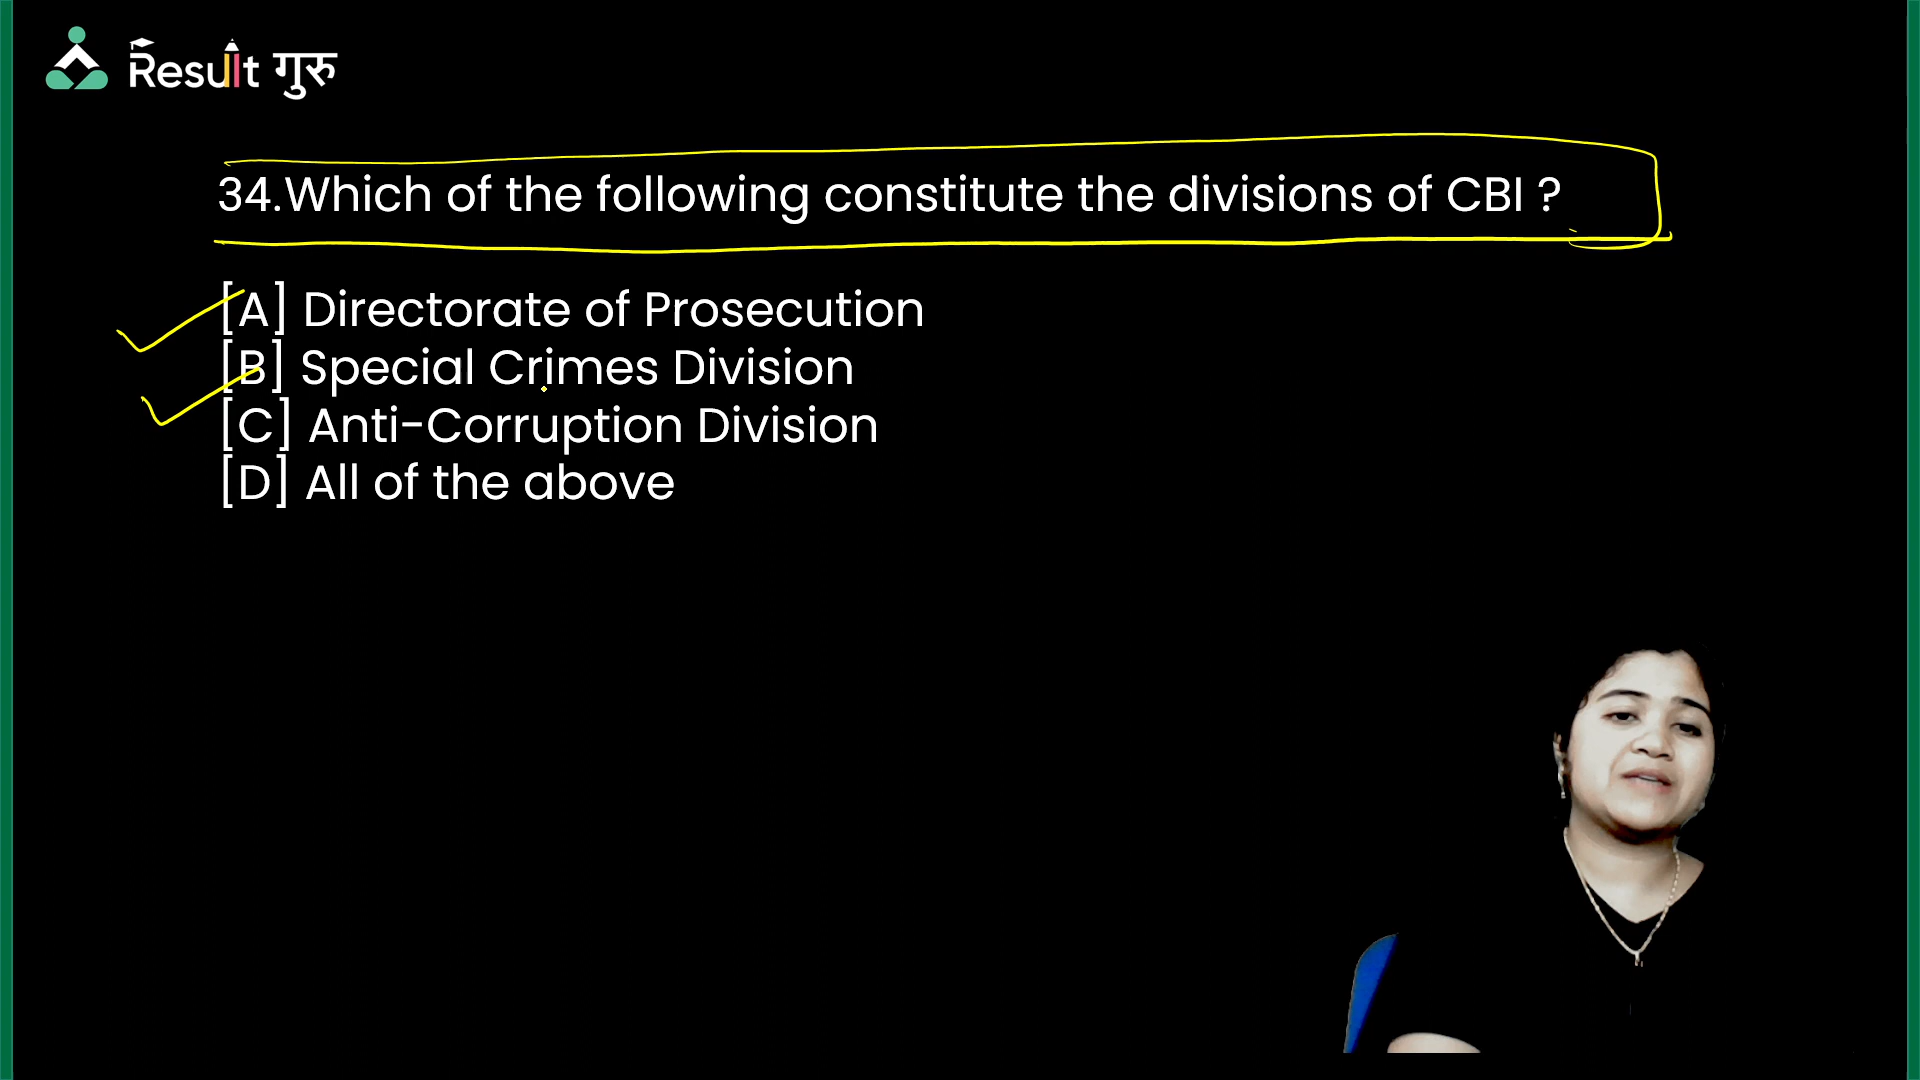 Result गुरु
34.Which of the following constitute the divisions of CBI ?
[A] Directorate of Prosecution
[B] Special Crimes Division
[C] Anti-Corruption Division
[D] All of the above